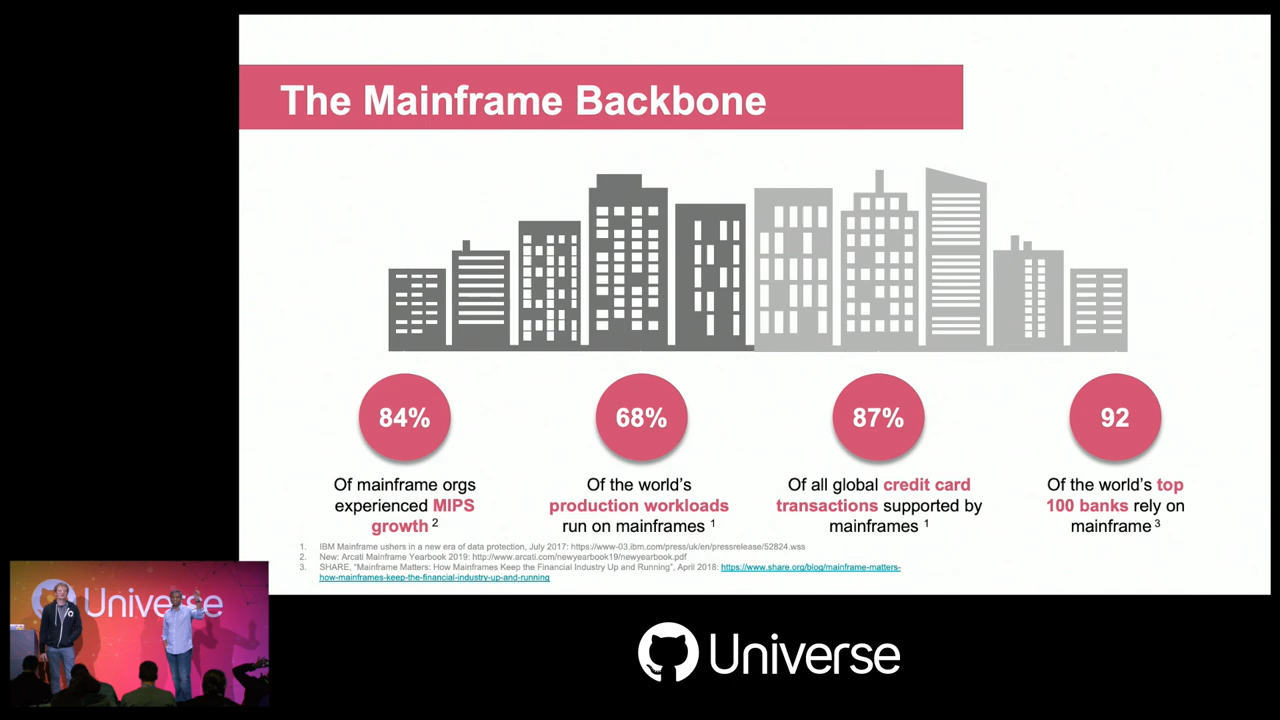 The Mainframe Backbone
84%
68%
87%
92
Of mainframe orgs
experienced MIPS
growth 2
Of the world's
production workloads
run on mainframes 1
Of all global credit card
transactions supported by
mainframes 1
Of the world's top
100 banks rely on
mainframe 3
1. IBM Mainframe ushers in a new era of data protection, July 2017: https://www-03.ibm.com/press/uk/en/pressrelease/52824.wss
2. New: Arcati Mainframe Yearbook 2019: http://www.arcati.com/newyearbook19/newyearbook.pdf
3. SHARE, "Mainframe Matters: How Mainframes Keep the Financial Industry Up and Running", April 2018: https://www.share.org/blog/mainframe-matters-
how-mainframes-keep-the-financial-industry-up-and-running
Universe
Universe